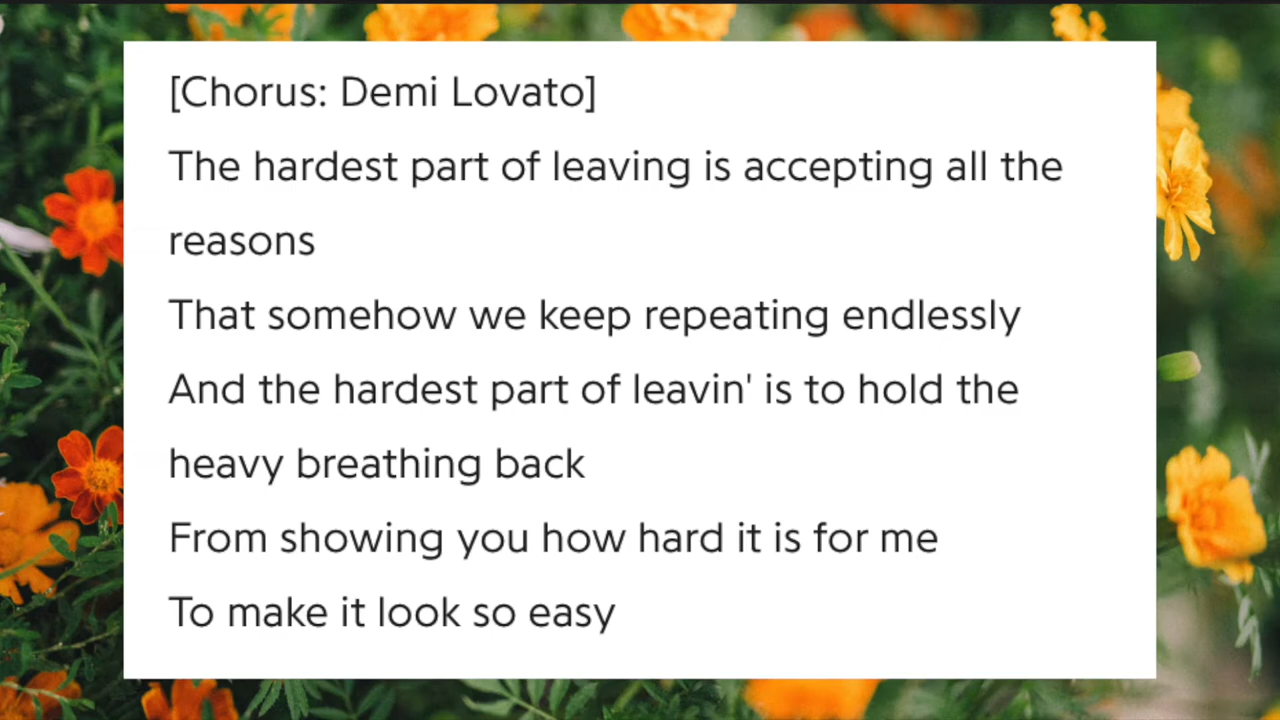 [Chorus: Demi Lovato]
The hardest part of leaving is accepting all the
reasons
That somehow we keep repeating endlessly
And the hardest part of leavin' is to hold the
heavy breathing back
From showing you how hard it is for me
To make it look so easy